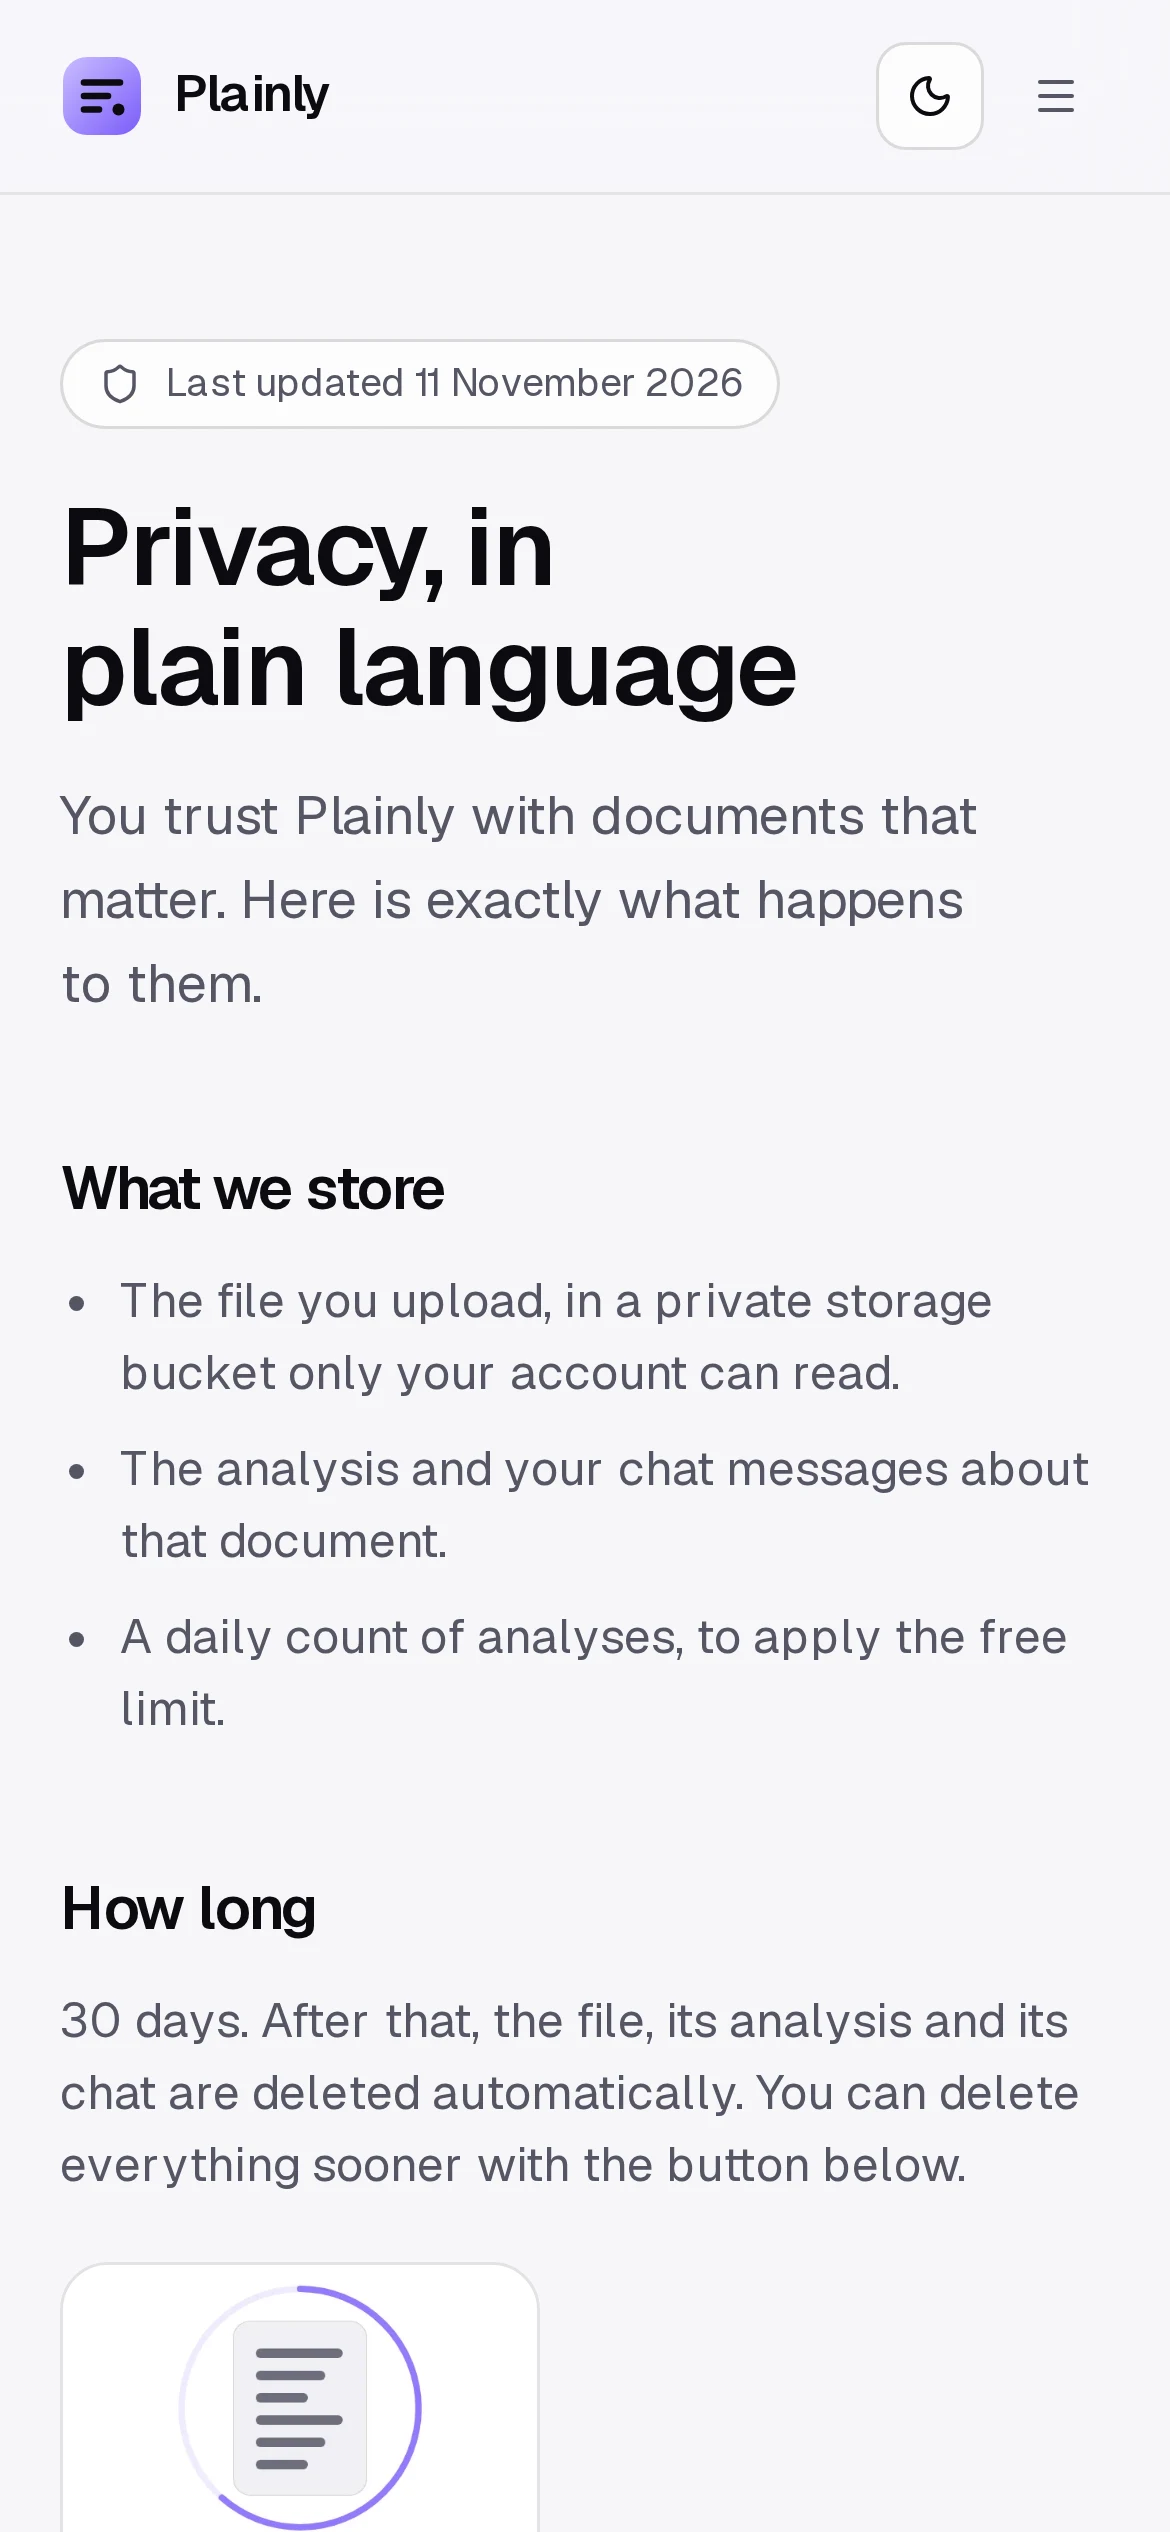 Plainly
Last updated 11 November 2026
Privacy, in
plain language
You trust Plainly with documents that
matter. Here is exactly what happens
to them.
What we store
• The file you upload, in a private storage
bucket only your account can read.
• The analysis and your chat messages about
that document.
• A daily count of analyses, to apply the free
limit.
How long
30 days. After that, the file, its analysis and its
chat are deleted automatically. You can delete
everything sooner with the button below.